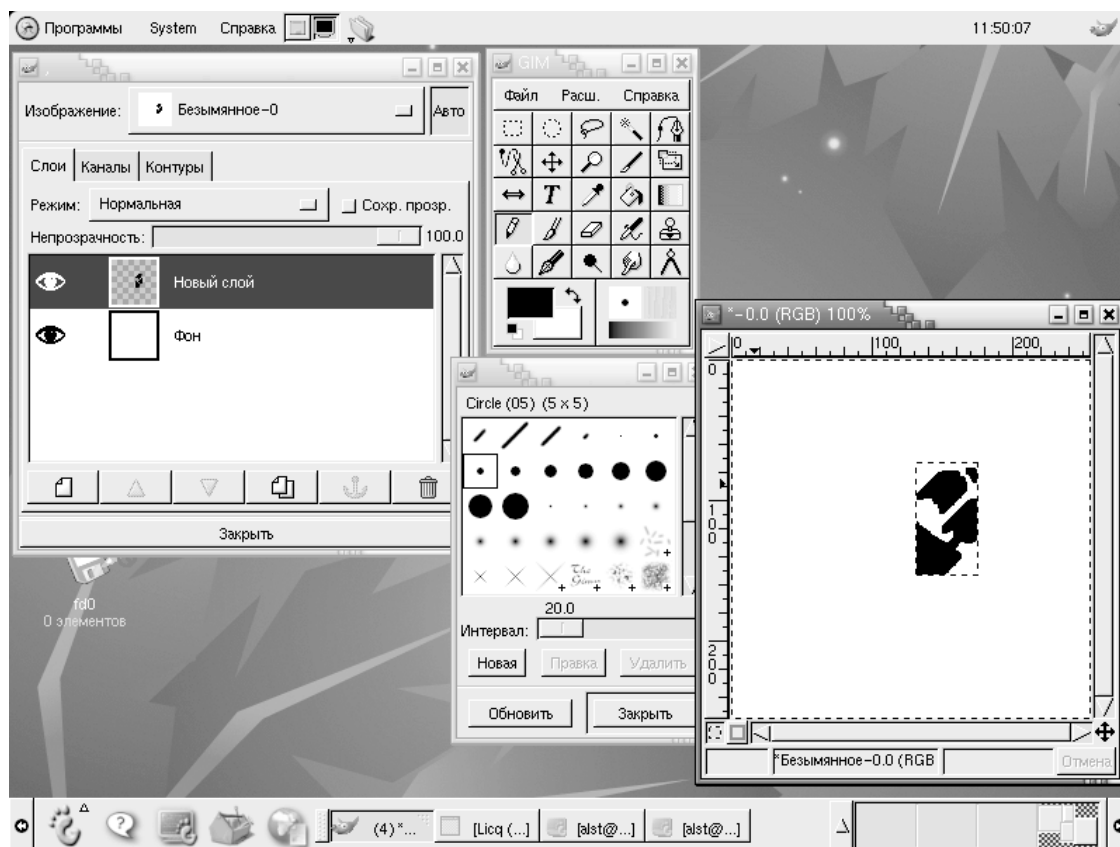 Программы System Справка 11:50:07
Изображение: Безымянное-0 Авто
Слои Каналы Контуры
Режим: Нормальная Сохр. прозр.
Непрозрачность: 100.0
Новый слой
Фон
Закрыть
GIM
Файл Расш. Справка
Circle (05) (5 x 5)
The Gimp
20.0
Интервал:
Новая Правка Удалить
Обновить Закрыть
*-0.0 (RGB) 100%
0 100 200
0
100
200
*Безымянное-0.0 (RGB Отмена
fd0
0 элементов
(4) *... [Licq (...] [alst@...] [alst@...]